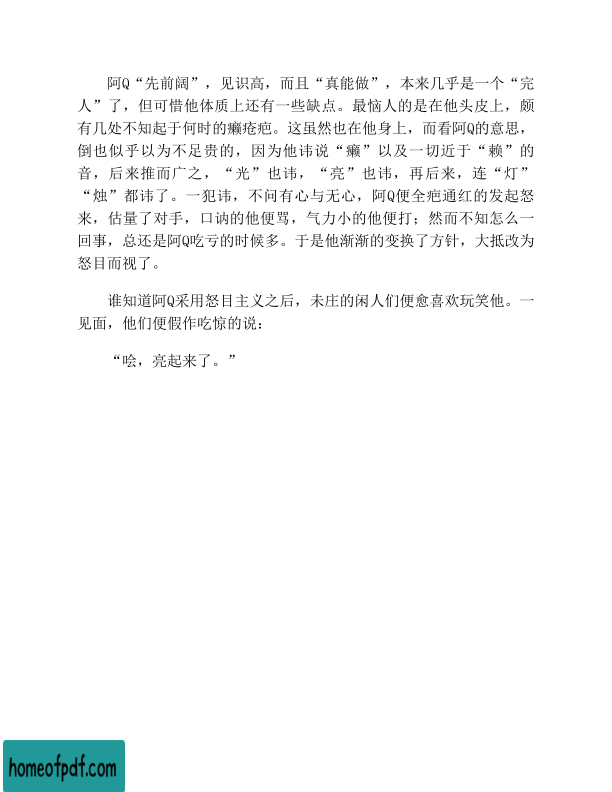 阿Q“先前阔”，见识高，而且“真能做”，本来几乎是一个“完
人”了，但可惜他体质上还有一些缺点。最恼人的是在他头皮上，颇
有几处不知起于何时的癞疮疤。这虽然也在他身上，而看阿Q的意思，
倒也似乎以为不足贵的，因为他讳说“癞”以及一切近于“赖”的
音，后来推而广之，“光”也讳，“亮”也讳，再后来，连“灯”
“烛”都讳了。一犯讳，不问有心与无心，阿Q便全疤通红的发起怒
来，估量了对手，口讷的他便骂，气力小的他便打；然而不知怎么一
回事，总还是阿Q吃亏的时候多。于是他渐渐的变换了方针，大抵改为
怒目而视了。
谁知道阿Q采用怒目主义之后，未庄的闲人们便愈喜欢玩笑他。一
见面，他们便假作吃惊的说：
“哙，亮起来了。”
homeofpdf.com